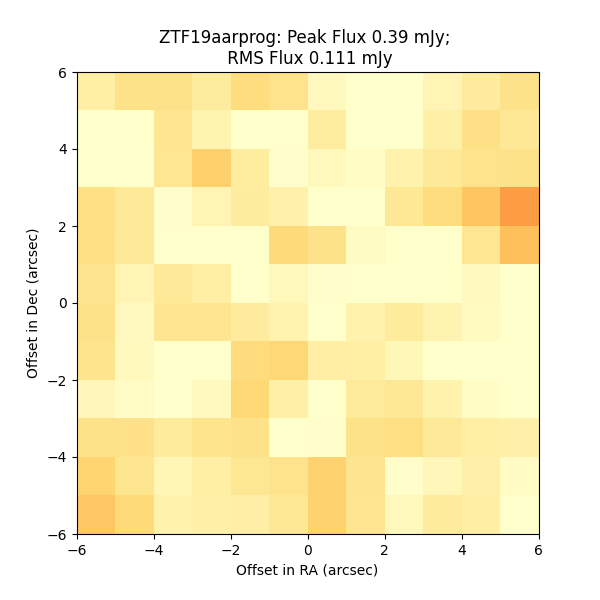 ZTF19aarprog: Peak Flux 0.39 mJy;
RMS Flux 0.111 mJy
6
4
2
0
−2
−4
−6
Offset in Dec (arcsec)
−6 −4 −2 0 2 4 6
Offset in RA (arcsec)